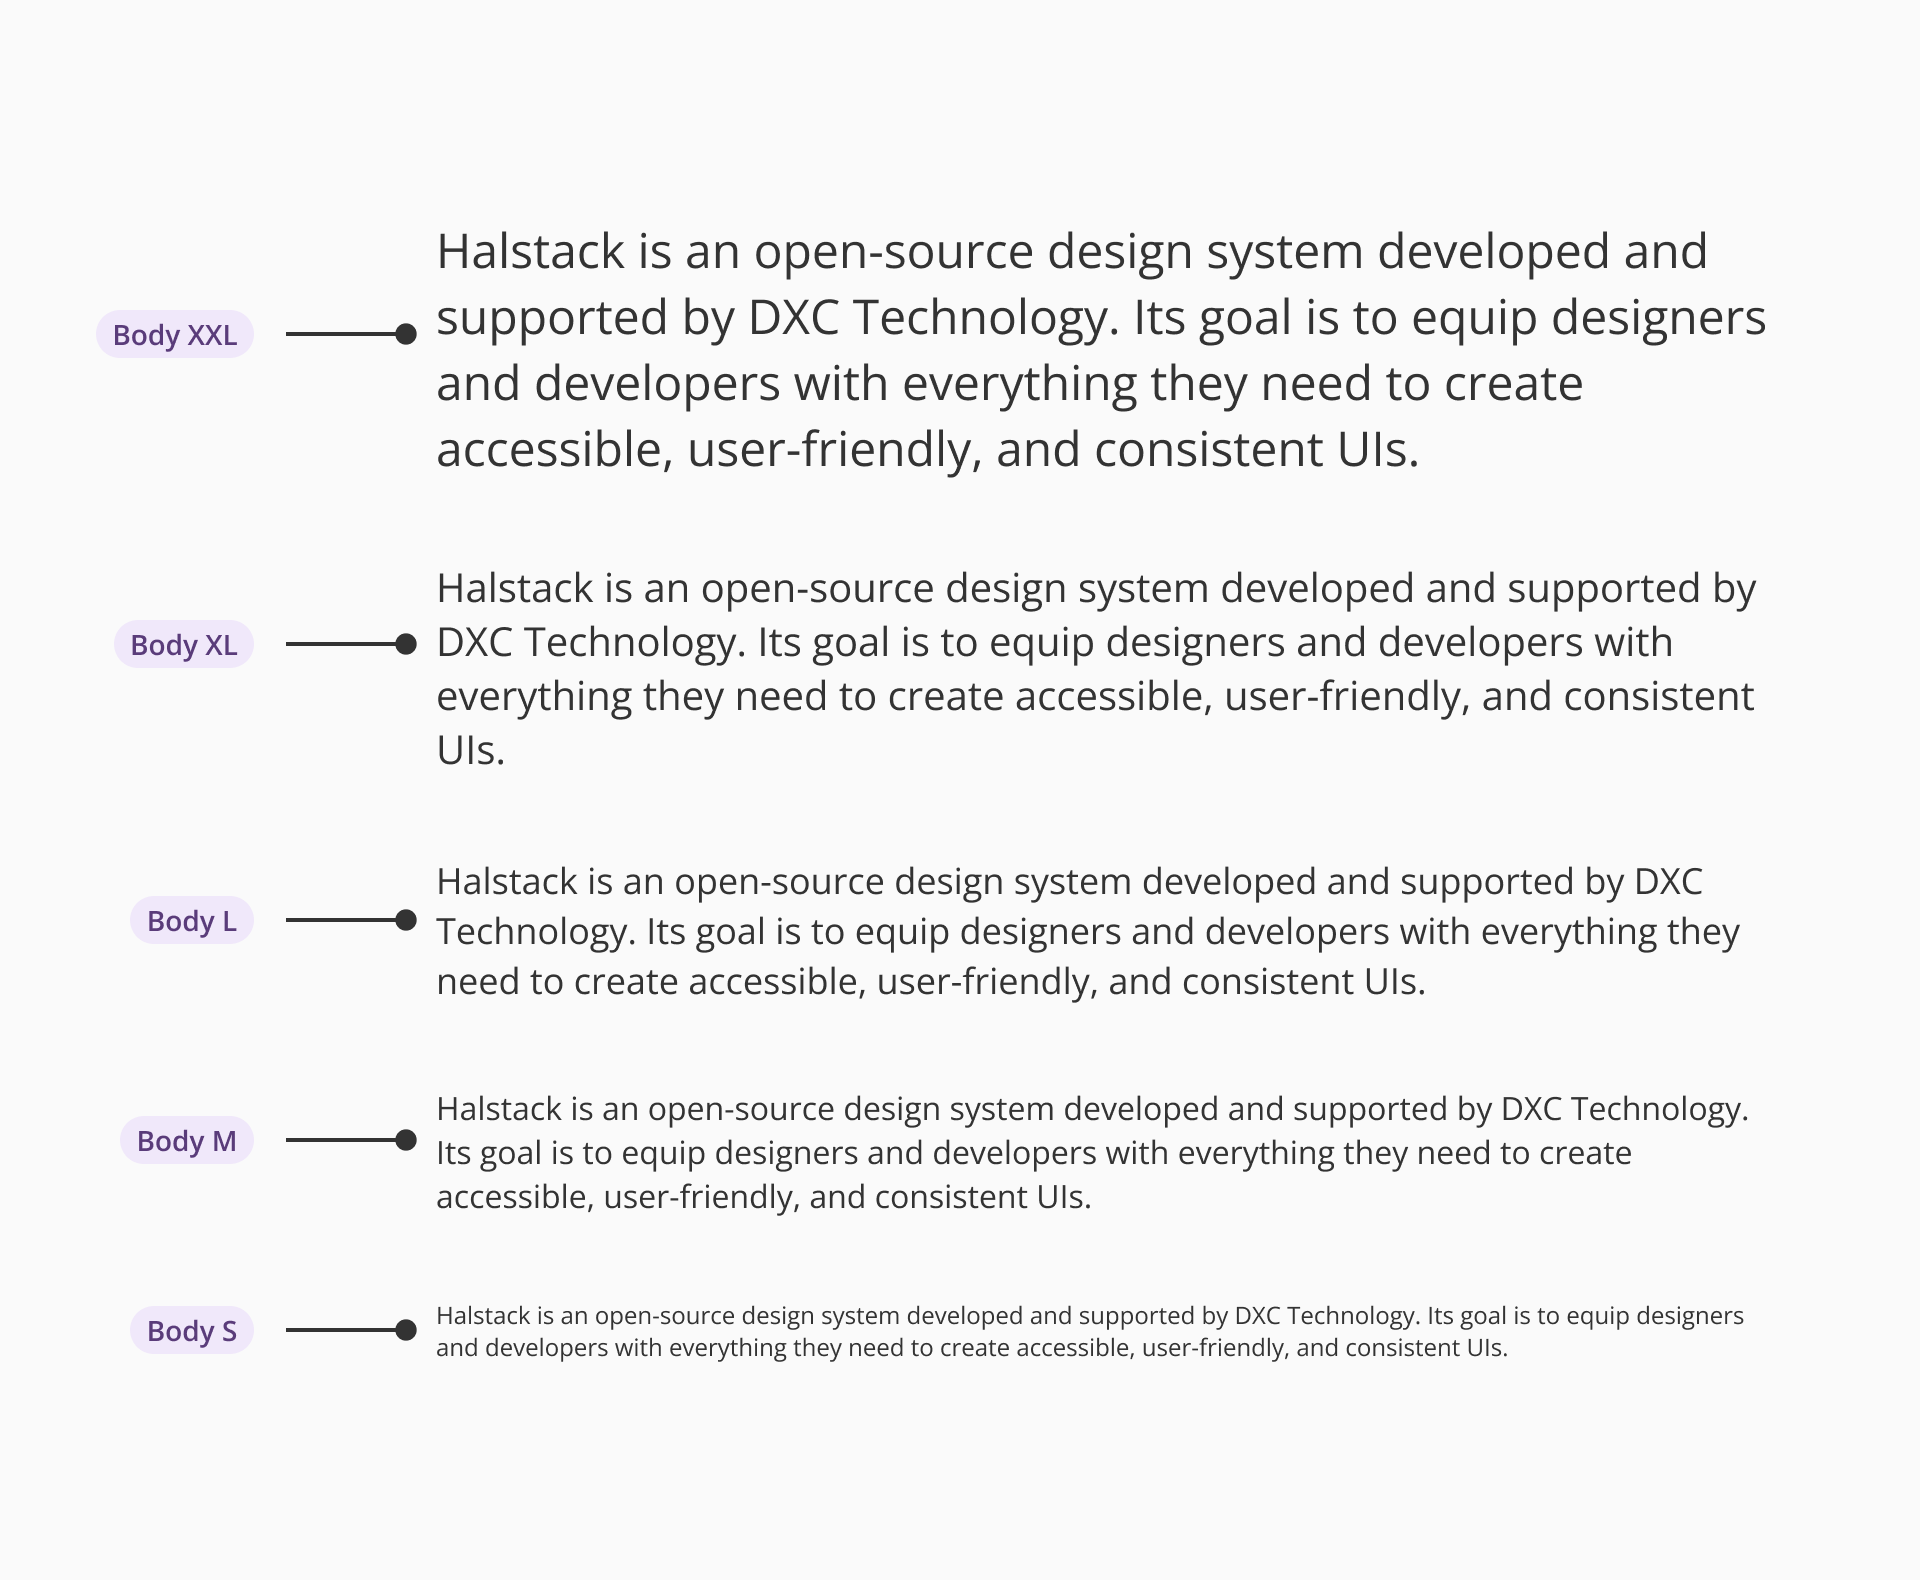 Body XXL
Halstack is an open-source design system developed and
supported by DXC Technology. Its goal is to equip designers
and developers with everything they need to create
accessible, user-friendly, and consistent UIs.
Body XL
Halstack is an open-source design system developed and supported by
DXC Technology. Its goal is to equip designers and developers with
everything they need to create accessible, user-friendly, and consistent
UIs.
Body L
Halstack is an open-source design system developed and supported by DXC
Technology. Its goal is to equip designers and developers with everything they
need to create accessible, user-friendly, and consistent UIs.
Body M
Halstack is an open-source design system developed and supported by DXC Technology.
Its goal is to equip designers and developers with everything they need to create
accessible, user-friendly, and consistent UIs.
Body S
Halstack is an open-source design system developed and supported by DXC Technology. Its goal is to equip designers
and developers with everything they need to create accessible, user-friendly, and consistent UIs.